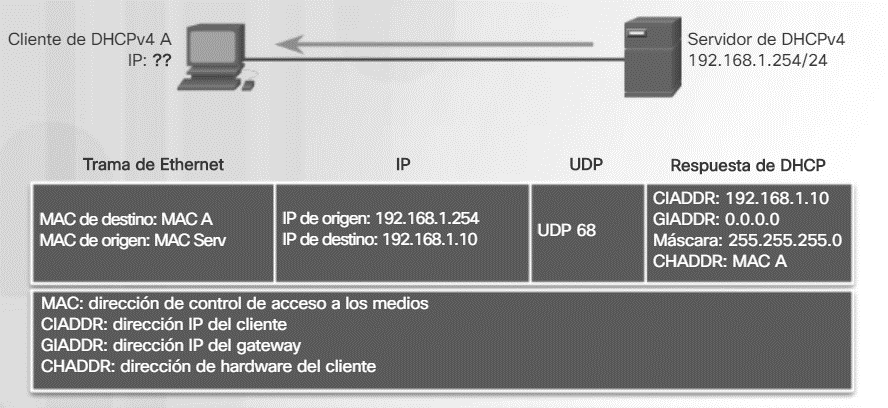 Cliente de DHCPv4 A
IP: ??
Servidor de DHCPv4
192.168.1.254/24
Trama de Ethernet
IP
UDP
Respuesta de DHCP
MAC de destino: MAC A
MAC de origen: MAC Serv
IP de origen: 192.168.1.254
IP de destino: 192.168.1.10
UDP 68
CIADDR: 192.168.1.10
GIADDR: 0.0.0.0
Máscara: 255.255.255.0
CHADDR: MAC A
MAC: dirección de control de acceso a los medios
CIADDR: dirección IP del cliente
GIADDR: dirección IP del gateway
CHADDR: dirección de hardware del cliente